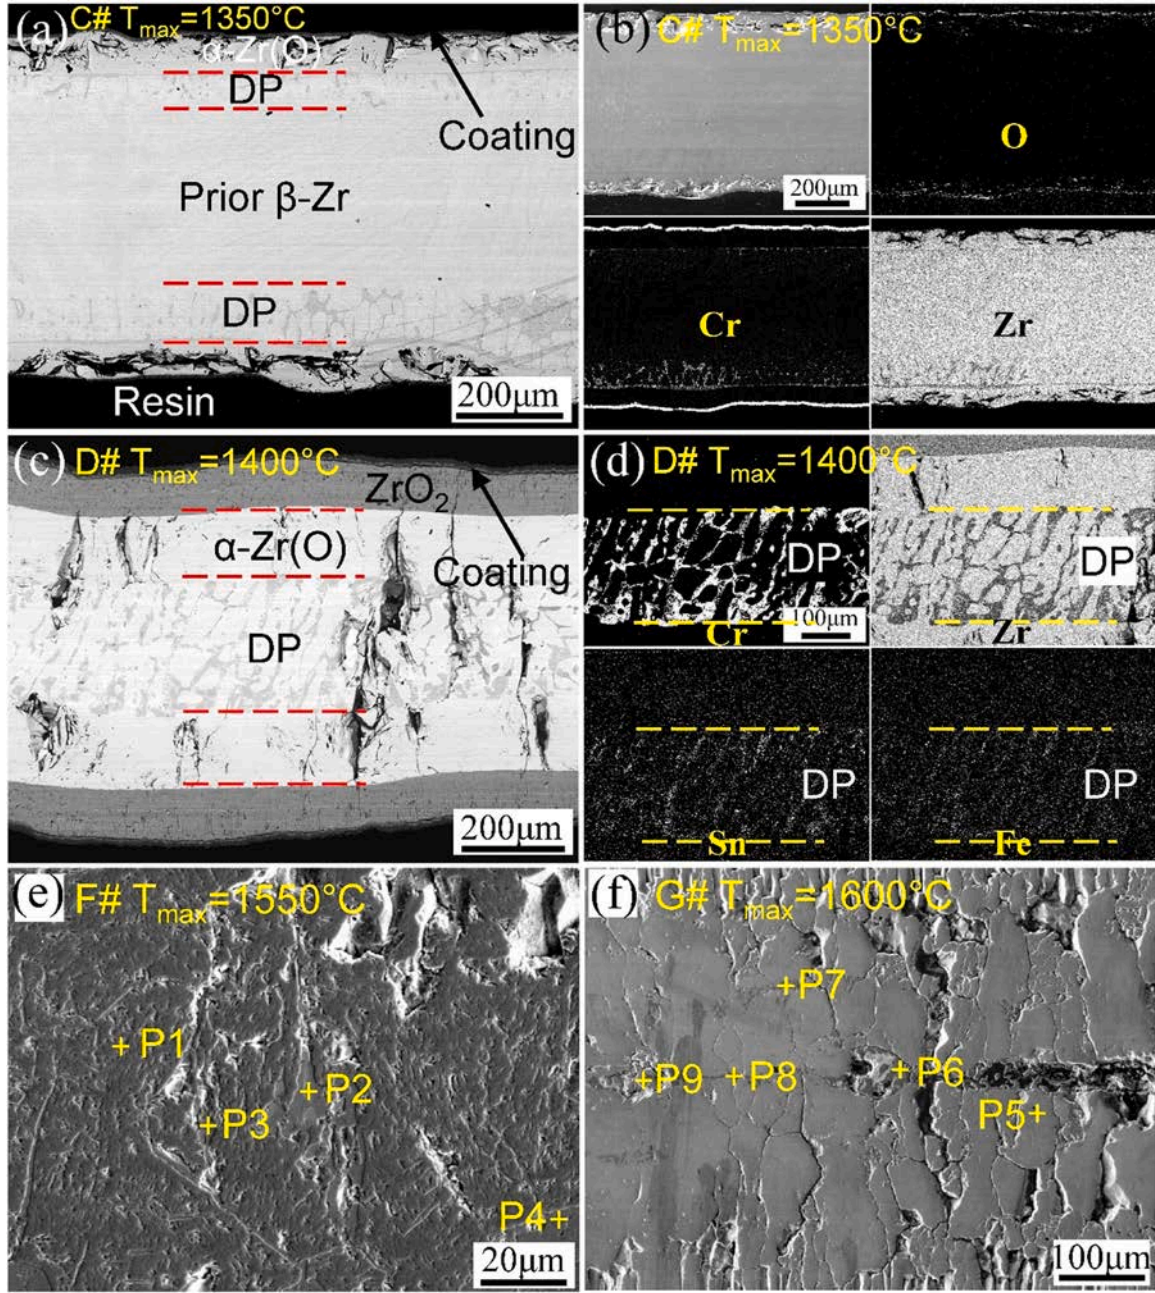 (a) C# Tmax=1350°C
α-Zr(O)
DP
Coating
Prior β-Zr
DP
Resin
200μm
(b) C# Tmax=1350°C
O
200μm
Cr
Zr
(c) D# Tmax=1400°C
ZrO2
α-Zr(O)
Coating
DP
200μm
(d) D# Tmax=1400°C
DP
DP
100μm
Cr
Zr
DP
DP
Sn
Fe
(e) F# Tmax=1550°C
+ P1
+P2
+P3
P4+
20μm
(f) G# Tmax=1600°C
+P7
+P9
+P8
+P6
P5+
100μm